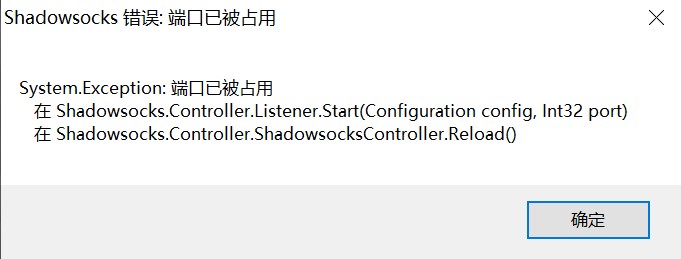 Shadowsocks 错误: 端口已被占用
System.Exception: 端口已被占用
在 Shadowsocks.Controller.Listener.Start(Configuration config, Int32 port)
在 Shadowsocks.Controller.ShadowsocksController.Reload()
确定